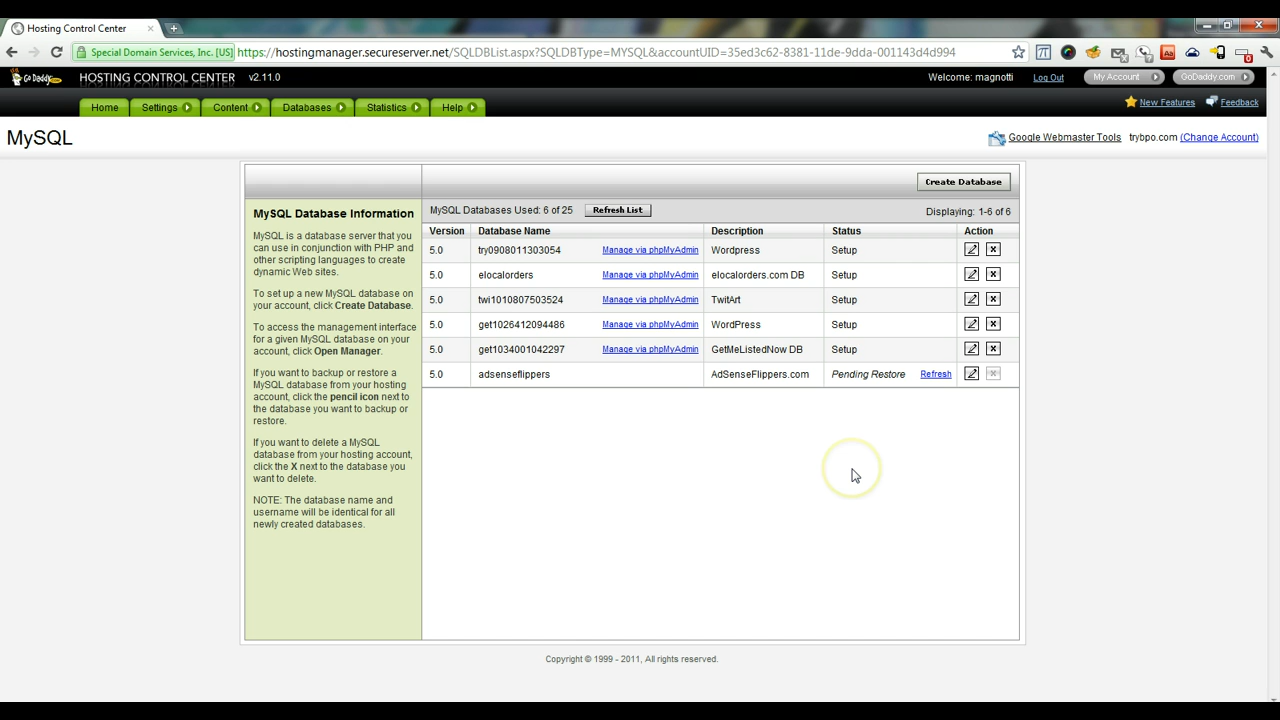 Hosting Control Center
Special Domain Services, Inc. [US] https://hostingmanager.secureserver.net/SQLDBList.aspx?SQLDBType=MYSQL&accountUID=35ed3c62-8381-11de-9dda-001143d4d994
Go Daddy HOSTING CONTROL CENTER v2.11.0 Welcome: magnotti Log Out My Account GoDaddy.com
Home Settings Content Databases Statistics Help New Features Feedback
MySQL Google Webmaster Tools trybpo.com (Change Account)
Create Database
MySQL Database Information
MySQL is a database server that you
can use in conjunction with PHP and
other scripting languages to create
dynamic Web sites.
To set up a new MySQL database on
your account, click Create Database.
To access the management interface
for a given MySQL database on your
account, click Open Manager.
If you want to backup or restore a
MySQL database from your hosting
account, click the pencil icon next to
the database you want to backup or
restore.
If you want to delete a MySQL
database from your hosting account,
click the X next to the database you
want to delete.
NOTE: The database name and
username will be identical for all
newly created databases.
MySQL Databases Used: 6 of 25 Refresh List Displaying: 1-6 of 6
Version Database Name Description Status Action
5.0 try0908011303054 Manage via phpMyAdmin Wordpress Setup
5.0 elocalorders Manage via phpMyAdmin elocalorders.com DB Setup
5.0 twi1010807503524 Manage via phpMyAdmin TwitArt Setup
5.0 get1026412094486 Manage via phpMyAdmin WordPress Setup
5.0 get1034001042297 Manage via phpMyAdmin GetMeListedNow DB Setup
5.0 adsenseflippers AdSenseFlippers.com Pending Restore Refresh
Copyright © 1999 - 2011, All rights reserved.